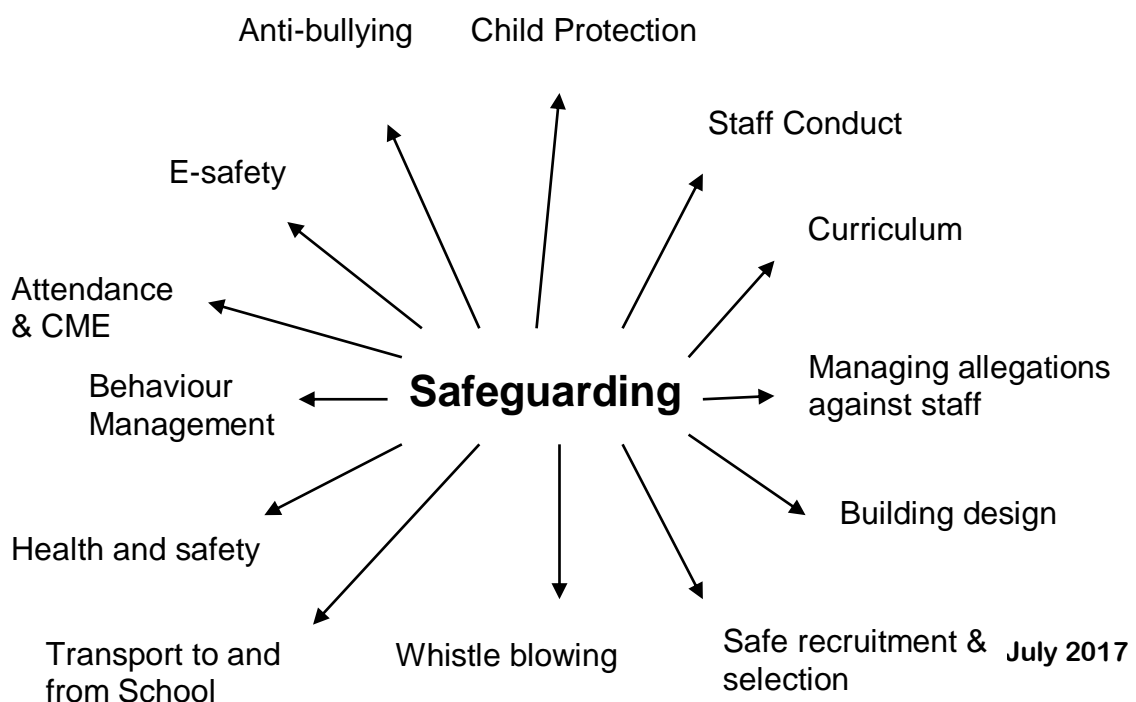 Anti-bullying
Child Protection
Staff Conduct
E-safety
Curriculum
Attendance
& CME
Safeguarding
Behaviour
Management
Managing allegations
against staff
Building design
Health and safety
Transport to and
from School
Whistle blowing
Safe recruitment &
selection
July 2017